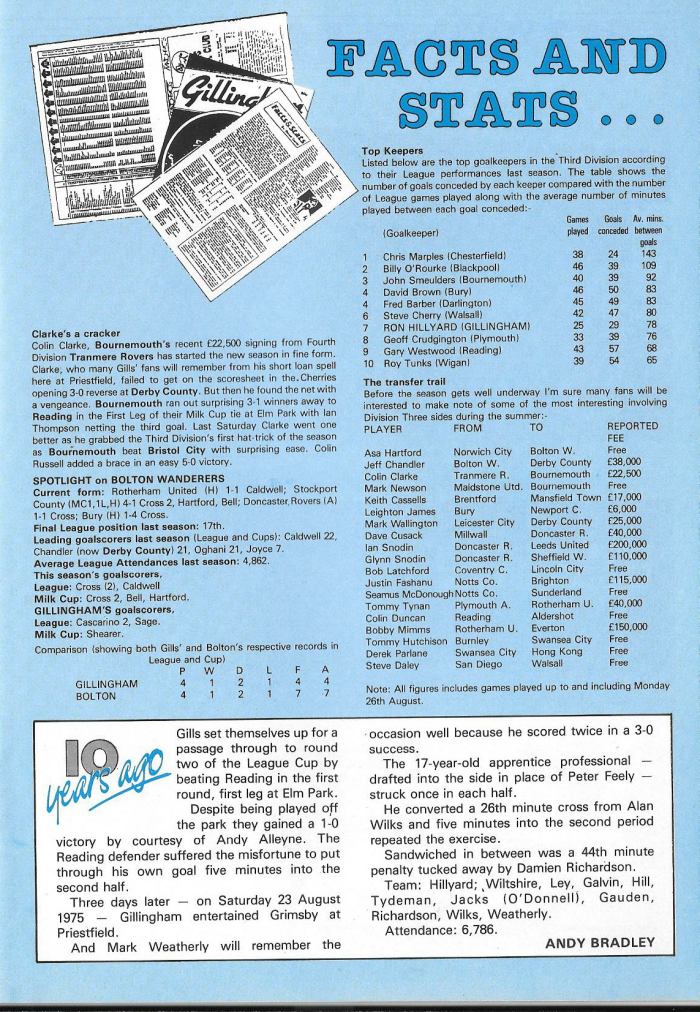 FACTS AND
STATS ...
Gilling
Facts & Stats
CLUB
Top Keepers
Listed below are the top goalkeepers in the Third Division according
to their League performances last season. The table shows the
number of goals conceded by each keeper compared with the number
of League games played along with the average number of minutes
played between each goal conceded:-
(Goalkeeper) Games played Goals conceded Av. mins. between goals
1 Chris Marples (Chesterfield) 38 24 143
2 Billy O'Rourke (Blackpool) 46 39 109
3 John Smeulders (Bournemouth) 40 39 92
4 David Brown (Bury) 46 50 83
4 Fred Barber (Darlington) 45 49 83
6 Steve Cherry (Walsall) 42 47 80
7 RON HILLYARD (GILLINGHAM) 25 29 78
8 Geoff Crudgington (Plymouth) 33 39 76
9 Gary Westwood (Reading) 43 57 68
10 Roy Tunks (Wigan) 39 54 65
The transfer trail
Before the season gets well underway I'm sure many fans will be
interested to make note of some of the most interesting involving
Division Three sides during the summer:-
PLAYER FROM TO REPORTED
FEE
Asa Hartford Norwich City Bolton W. Free
Jeff Chandler Bolton W. Derby County £38,000
Colin Clarke Tranmere R. Bournemouth £22,500
Mark Newson Maidstone Utd. Bournemouth Free
Keith Cassells Brentford Mansfield Town £17,000
Leighton James Bury Newport C. £6,000
Mark Wallington Leicester City Derby County £25,000
Dave Cusack Millwall Doncaster R. £40,000
Ian Snodin Doncaster R. Leeds United £200,000
Glynn Snodin Doncaster R. Sheffield W. £110,000
Bob Latchford Coventry C. Lincoln City Free
Justin Fashanu Notts Co. Brighton £115,000
Seamus McDonough Notts Co. Sunderland Free
Tommy Tynan Plymouth A. Rotherham U. £40,000
Colin Duncan Reading Aldershot Free
Bobby Mimms Rotherham U. Everton £150,000
Tommy Hutchison Burnley Swansea City Free
Derek Parlane Swansea City Hong Kong Free
Steve Daley San Diego Walsall Free
Note: All figures includes games played up to and including Monday
26th August.
Clarke's a cracker
Colin Clarke, Bournemouth's recent £22,500 signing from Fourth
Division Tranmere Rovers has started the new season in fine form.
Clarke, who many Gills' fans will remember from his short loan spell
here at Priestfield, failed to get on the scoresheet in the Cherries
opening 3-0 reverse at Derby County. But then he found the net with
a vengeance. Bournemouth ran out surprising 3-1 winners away to
Reading in the First Leg of their Milk Cup tie at Elm Park with Ian
Thompson netting the third goal. Last Saturday Clarke went one
better as he grabbed the Third Division's first hat-trick of the season
as Bournemouth beat Bristol City with surprising ease. Colin
Russell added a brace in an easy 5-0 victory.
SPOTLIGHT on BOLTON WANDERERS
Current form: Rotherham United (H) 1-1 Caldwell; Stockport
County (MC1,1L,H) 4-1 Cross 2, Hartford, Bell; Doncaster Rovers (A)
1-1 Cross; Bury (H) 1-4 Cross.
Final League position last season: 17th.
Leading goalscorers last season (League and Cups): Caldwell 22,
Chandler (now Derby County) 21, Oghani 21, Joyce 7.
Average League Attendances last season: 4,862.
This season's goalscorers,
League: Cross (2), Caldwell
Milk Cup: Cross 2, Bell, Hartford.
GILLINGHAM'S goalscorers,
League: Cascarino 2, Sage.
Milk Cup: Shearer.
Comparison (showing both Gills' and Bolton's respective records in
League and Cup)
P W D L F A
GILLINGHAM 4 1 2 1 4 4
BOLTON 4 1 2 1 7 7
10
years ago
Gills set themselves up for a
passage through to round
two of the League Cup by
beating Reading in the first
round, first leg at Elm Park.
Despite being played off
the park they gained a 1-0
victory by courtesy of Andy Alleyne. The
Reading defender suffered the misfortune to put
through his own goal five minutes into the
second half.
Three days later — on Saturday 23 August
1975 — Gillingham entertained Grimsby at
Priestfield.
And Mark Weatherly will remember the
occasion well because he scored twice in a 3-0
success.
The 17-year-old apprentice professional —
drafted into the side in place of Peter Feely —
struck once in each half.
He converted a 26th minute cross from Alan
Wilks and five minutes into the second period
repeated the exercise.
Sandwiched in between was a 44th minute
penalty tucked away by Damien Richardson.
Team: Hillyard; Wiltshire, Ley, Galvin, Hill,
Tydeman, Jacks (O'Donnell), Gauden,
Richardson, Wilks, Weatherly.
Attendance: 6,786.
ANDY BRADLEY